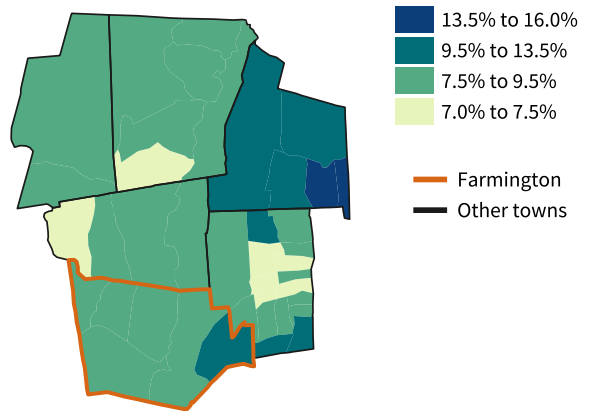 13.5% to 16.0%
9.5% to 13.5%
7.5% to 9.5%
7.0% to 7.5%
Farmington
Other towns